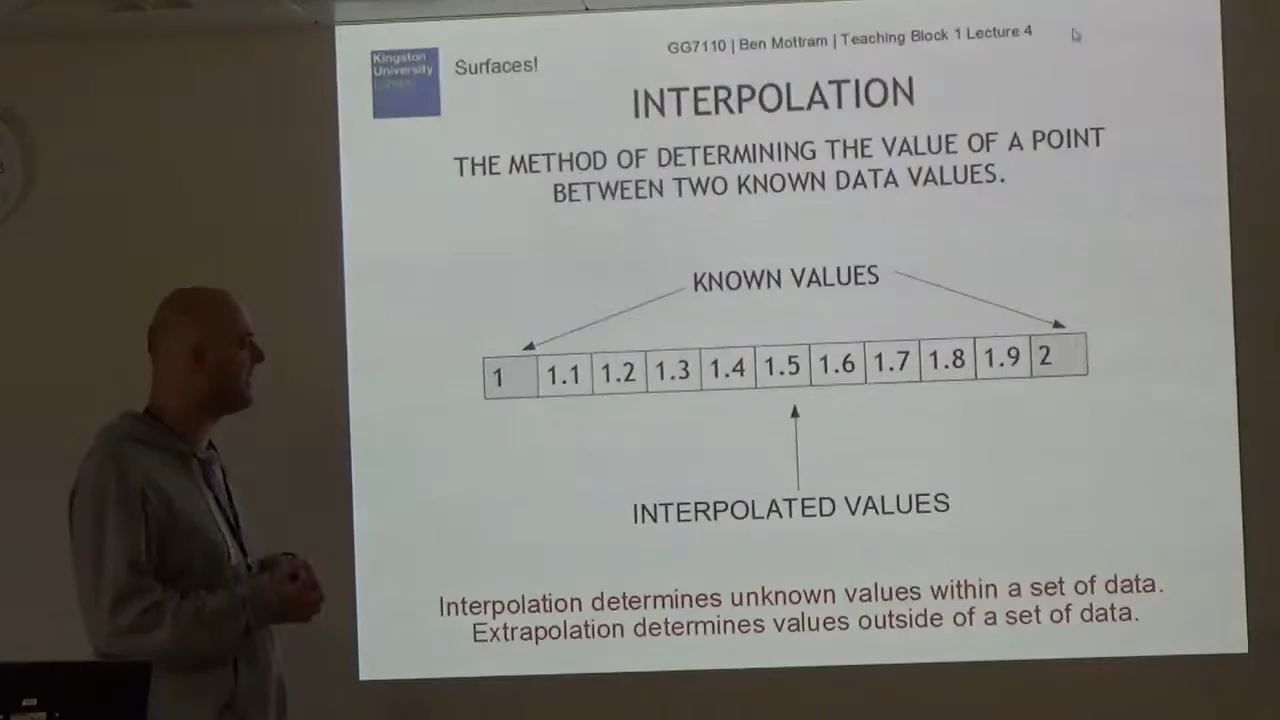 Kingston
University
London
Surfaces!
GG7110 | Ben Mottram | Teaching Block 1 Lecture 4
INTERPOLATION
THE METHOD OF DETERMINING THE VALUE OF A POINT
BETWEEN TWO KNOWN DATA VALUES.
KNOWN VALUES
1 1.1 1.2 1.3 1.4 1.5 1.6 1.7 1.8 1.9 2
INTERPOLATED VALUES
Interpolation determines unknown values within a set of data.
Extrapolation determines values outside of a set of data.